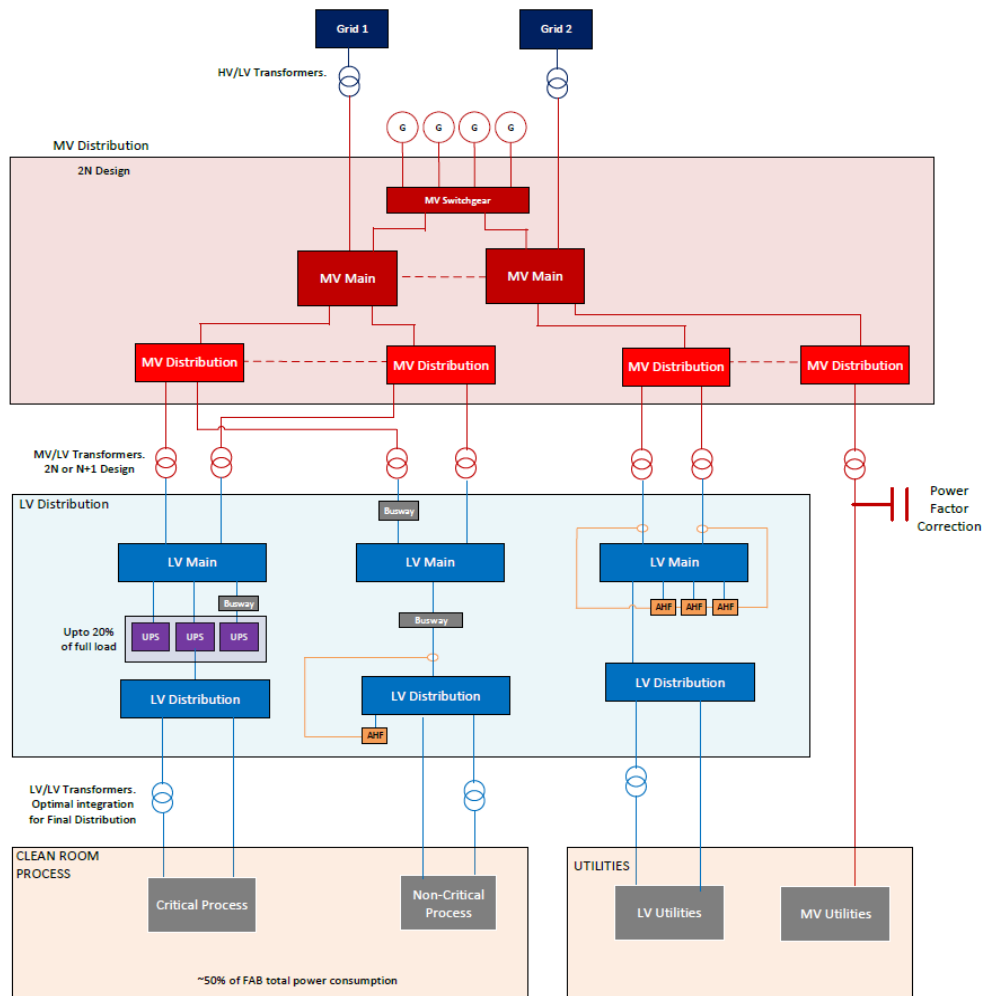 Grid 1
Grid 2
HV/LV Transformers.
G
G
G
G
MV Distribution
2N Design
MV Switchgear
MV Main
MV Main
MV Distribution
MV Distribution
MV Distribution
MV Distribution
MV/LV Transformers.
2N or N+1 Design
Power
Factor
Correction
LV Distribution
Busway
LV Main
LV Main
LV Main
Busway
AHF
AHF
AHF
Busway
Upto 20%
of full load
UPS
UPS
UPS
LV Distribution
LV Distribution
LV Distribution
AHF
LV/LV Transformers.
Optimal integration
for Final Distribution
CLEAN ROOM
PROCESS
UTILITIES
Critical Process
Non-Critical
Process
LV Utilities
MV Utilities
~50% of FAB total power consumption